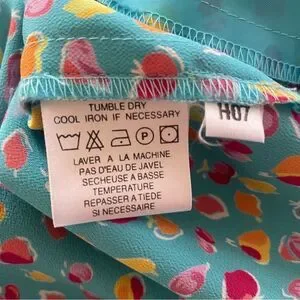 TUMBLE DRY
COOL IRON IF NECESSARY
P
LAVER A LA MACHINE
PAS D'EAU DE JAVEL
SECHEUSE A BASSE
TEMPERATURE
REPASSER A TIEDE
SI NECESSAIRE
H07